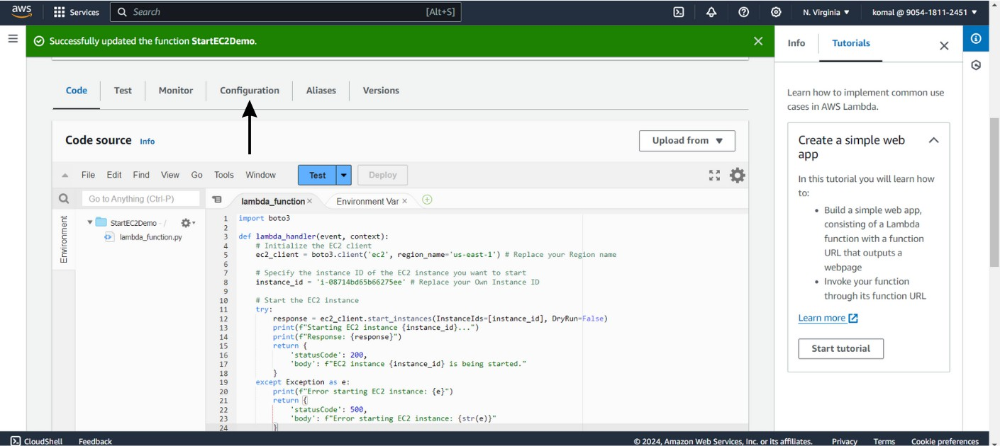 aws Services Search [Alt+S] N. Virginia ▼ komal @ 9054-1811-2451 ▼
Successfully updated the function StartEC2Demo.
Code Test Monitor Configuration Aliases Versions
Code source Info Upload from ▼
File Edit Find View Go Tools Window Test Deploy
Go to Anything (Ctrl-P)
Environment
StartEC2Demo - /
lambda_function.py
lambda_function × Environment Var ×
1 import boto3
2
3 def lambda_handler(event, context):
4 # Initialize the EC2 client
5 ec2_client = boto3.client('ec2', region_name='us-east-1') # Replace your Region name
6
7 # Specify the instance ID of the EC2 instance you want to start
8 instance_id = 'i-08714bd65b66275ee' # Replace your Own Instance ID
9
10 # Start the EC2 instance
11 try:
12 response = ec2_client.start_instances(InstanceIds=[instance_id], DryRun=False)
13 print(f"Starting EC2 instance {instance_id}...")
14 print(f"Response: {response}")
15 return {
16 'statusCode': 200,
17 'body': f"EC2 instance {instance_id} is being started."
18 }
19 except Exception as e:
20 print(f"Error starting EC2 instance: {e}")
21 return {
22 'statusCode': 500,
23 'body': f"Error starting EC2 instance: {str(e)}"
24 }
Info Tutorials
Learn how to implement common use
cases in AWS Lambda.
Create a simple web
app
In this tutorial you will learn how
to:
• Build a simple web app,
consisting of a Lambda
function with a function
URL that outputs a
webpage
• Invoke your function
through its function URL
Learn more
Start tutorial
CloudShell Feedback © 2024, Amazon Web Services, Inc. or its affiliates. Privacy Terms Cookie preferences